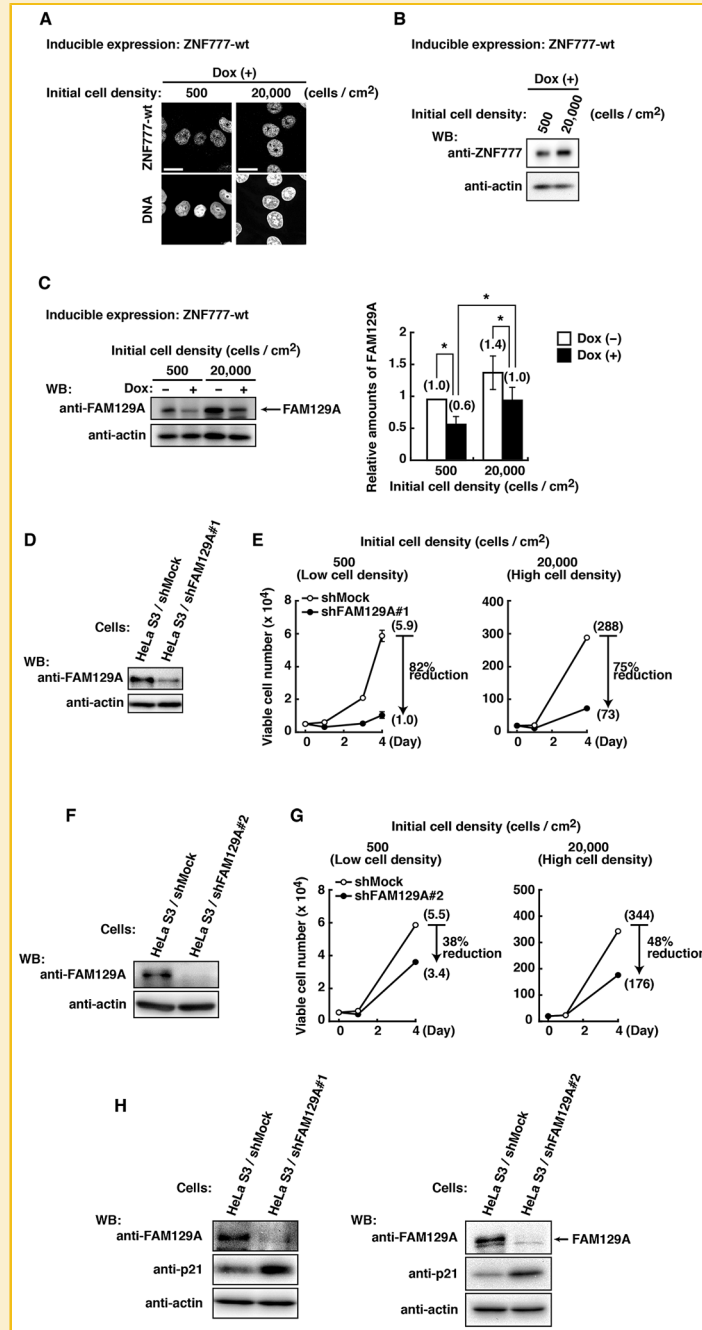 A
Inducible expression: ZNF777-wt
Dox (+)
Initial cell density: 500 20,000 (cells / cm2)
ZNF777-wt
DNA
B
Inducible expression: ZNF777-wt
Dox (+)
Initial cell density: 500 20,000 (cells / cm2)
WB:
anti-ZNF777
anti-actin
C
Inducible expression: ZNF777-wt
Initial cell density (cells / cm2)
500 20,000
WB: Dox: – + – +
anti-FAM129A ← FAM129A
anti-actin
Relative amounts of FAM129A
2
1.5
1
0.5
0
* * *
(1.0) (0.6) (1.4) (1.0)
Dox (–)
Dox (+)
500 20,000
Initial cell density (cells / cm2)
D
Cells: HeLa S3 / shMock HeLa S3 / shFAM129A#1
WB:
anti-FAM129A
anti-actin
E
Initial cell density (cells / cm2)
500
(Low cell density)
20,000
(High cell density)
Viable cell number (x 104)
8
6
4
2
0
shMock
shFAM129A#1
(5.9)
82%
reduction
(1.0)
0 2 4 (Day)
400
300
200
100
0
(288)
75%
reduction
(73)
0 2 4 (Day)
F
Cells: HeLa S3 / shMock HeLa S3 / shFAM129A#2
WB:
anti-FAM129A
anti-actin
G
Initial cell density (cells / cm2)
500
(Low cell density)
20,000
(High cell density)
Viable cell number (x 104)
8
6
4
2
0
shMock
shFAM129A#2
(5.5)
38%
reduction
(3.4)
0 2 4 (Day)
500
400
300
200
100
0
(344)
48%
reduction
(176)
0 2 4 (Day)
H
Cells: HeLa S3 / shMock HeLa S3 / shFAM129A#1
WB:
anti-FAM129A
anti-p21
anti-actin
Cells: HeLa S3 / shMock HeLa S3 / shFAM129A#2
WB:
anti-FAM129A ← FAM129A
anti-p21
anti-actin